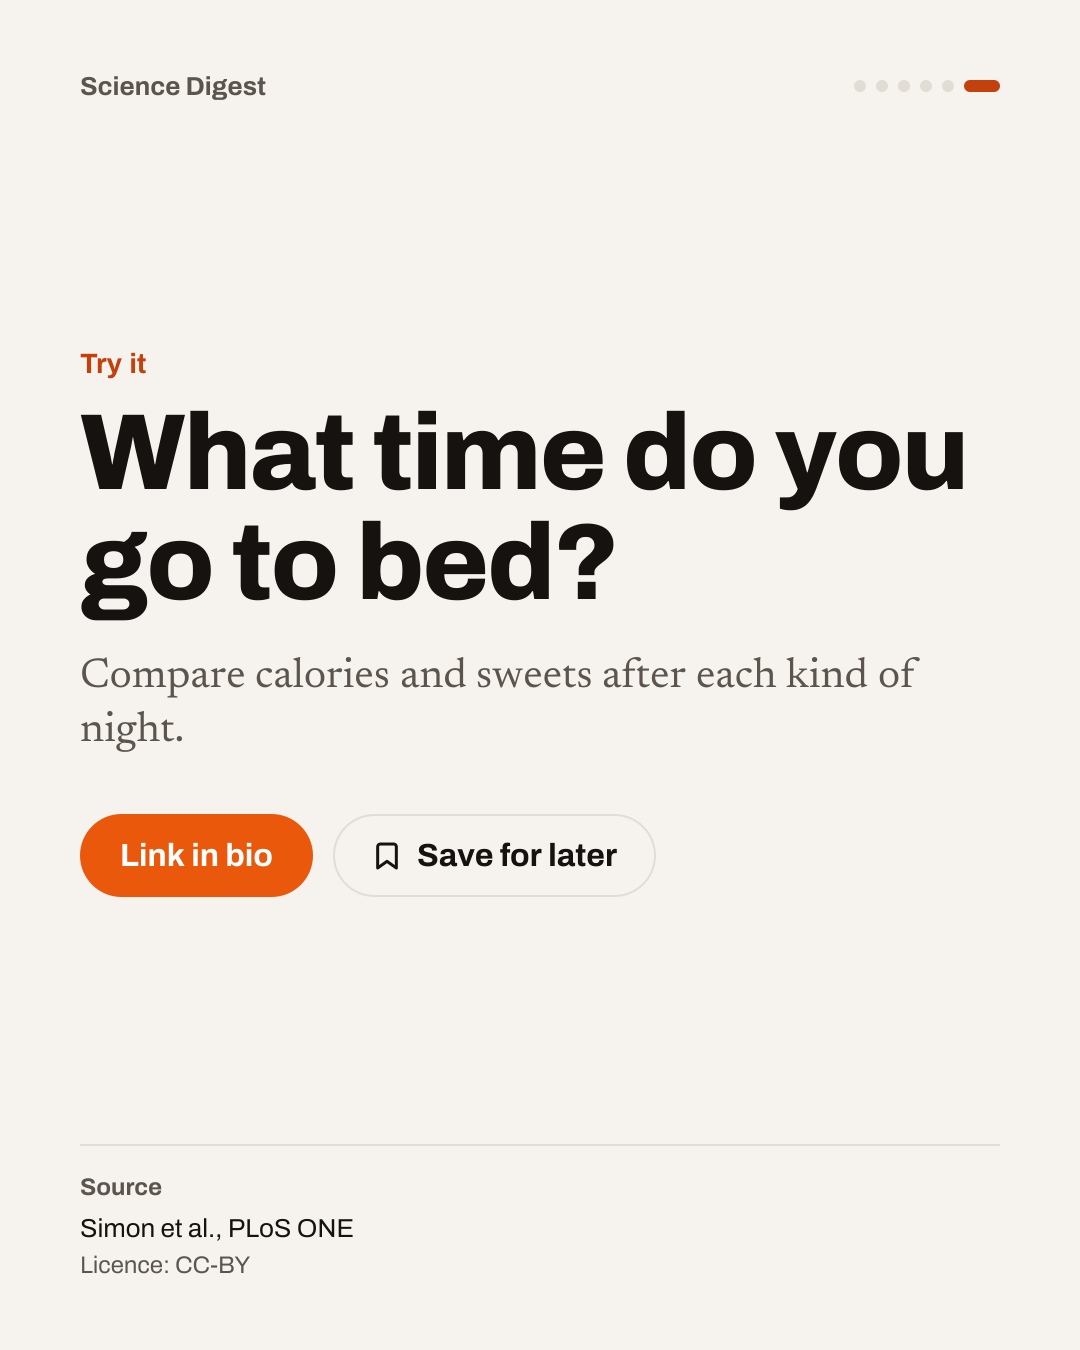 Science Digest
Try it
What time do you
go to bed?
Compare calories and sweets after each kind of
night.
Link in bio
Save for later
Source
Simon et al., PLoS ONE
Licence: CC-BY